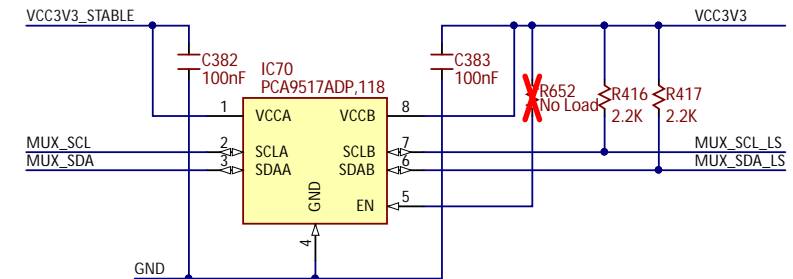 VCC3V3_STABLE
VCC3V3
C382
100nF
C383
100nF
IC70
PCA9517ADP,118
R652
No Load
R416
2.2K
R417
2.2K
1
VCCA
VCCB
8
MUX_SCL
2
SCLA
SCLB
7
MUX_SCL_LS
MUX_SDA
3
SDAA
SDAB
6
MUX_SDA_LS
GND
EN
5
4
GND